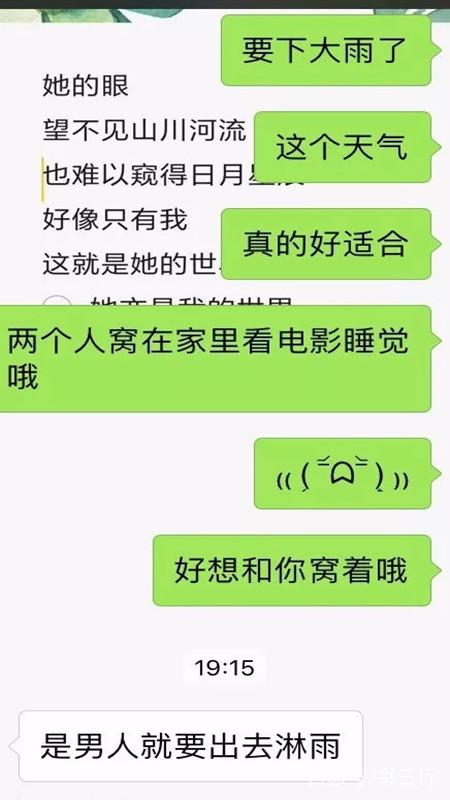 要下大雨了
她的眼
望不见山川河流
这个天气
也难以窥得日月星
好像只有我
真的好适合
这就是她的世
两个人窝在家里看电影睡觉
哦
好想和你窝着哦
19:15
是男人就要出去淋雨
书三行